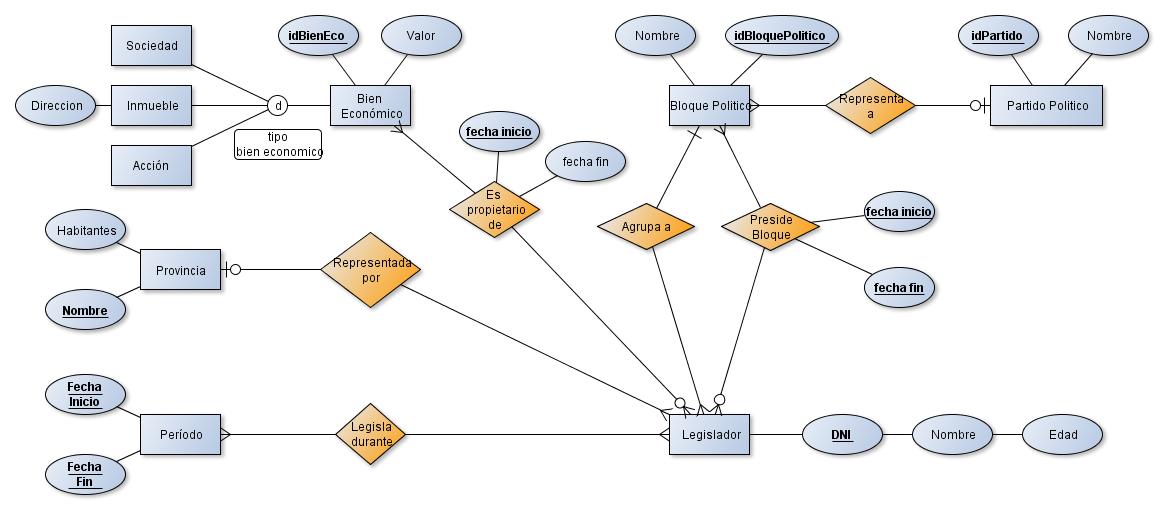 Sociedad
idBienEco
Valor
Nombre
idBloquePolitico
idPartido
Nombre
Direccion
Inmueble
d
Bien
Económico
Bloque Politico
Representa
a
Partido Politico
tipo
bien economico
fecha inicio
Acción
fecha fin
Es
propietario
de
Agrupa a
Preside
Bloque
fecha inicio
Habitantes
Provincia
Representada
por
fecha fin
Nombre
Fecha
Inicio
Período
Legisla
durante
Legislador
DNI
Nombre
Edad
Fecha
Fin